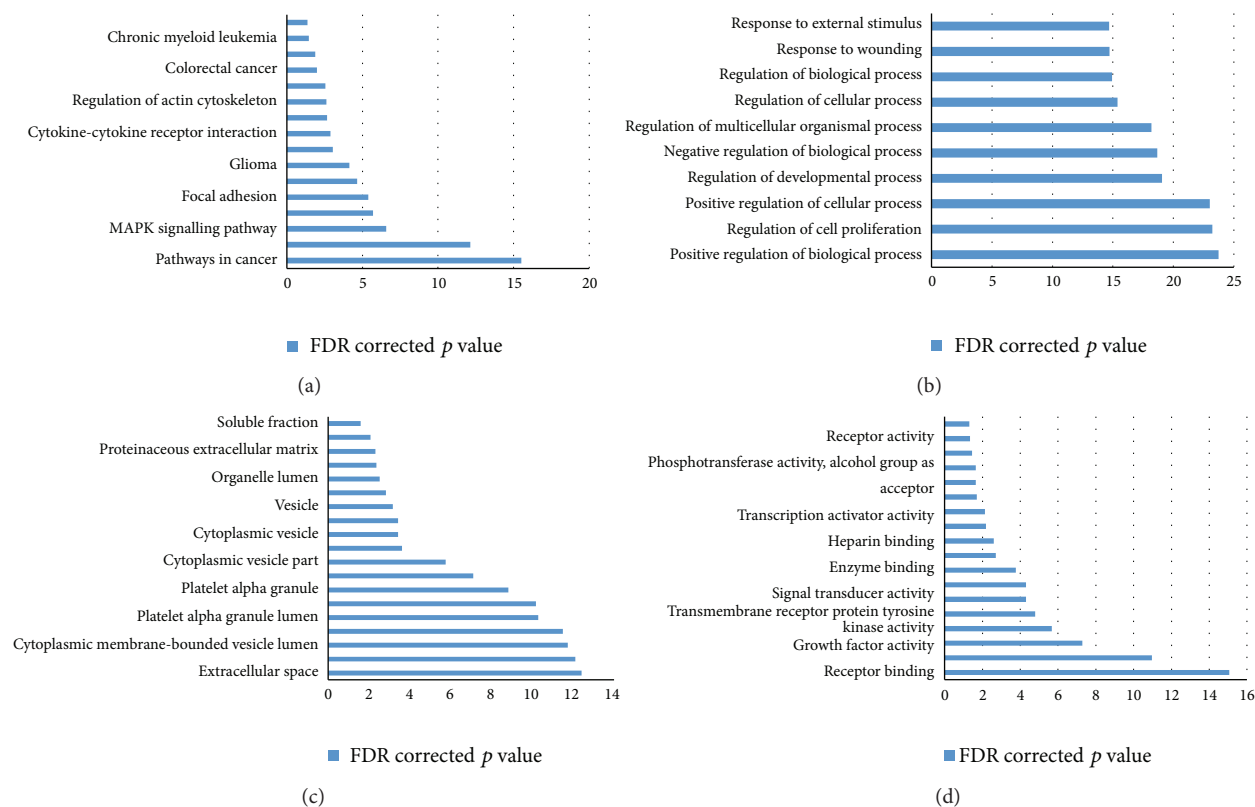 Chronic myeloid leukemia
Colorectal cancer
Regulation of actin cytoskeleton
Cytokine-cytokine receptor interaction
Glioma
Focal adhesion
MAPK signalling pathway
Pathways in cancer
0 5 10 15 20
FDR corrected p value
(a)
Response to external stimulus
Response to wounding
Regulation of biological process
Regulation of cellular process
Regulation of multicellular organismal process
Negative regulation of biological process
Regulation of developmental process
Positive regulation of cellular process
Regulation of cell proliferation
Positive regulation of biological process
0 5 10 15 20 25
FDR corrected p value
(b)
Soluble fraction
Proteinaceous extracellular matrix
Organelle lumen
Vesicle
Cytoplasmic vesicle
Cytoplasmic vesicle part
Platelet alpha granule
Platelet alpha granule lumen
Cytoplasmic membrane-bounded vesicle lumen
Extracellular space
0 2 4 6 8 10 12 14
FDR corrected p value
(c)
Receptor activity
Phosphotransferase activity, alcohol group as
acceptor
Transcription activator activity
Heparin binding
Enzyme binding
Signal transducer activity
Transmembrane receptor protein tyrosine
kinase activity
Growth factor activity
Receptor binding
0 2 4 6 8 10 12 14 16
FDR corrected p value
(d)